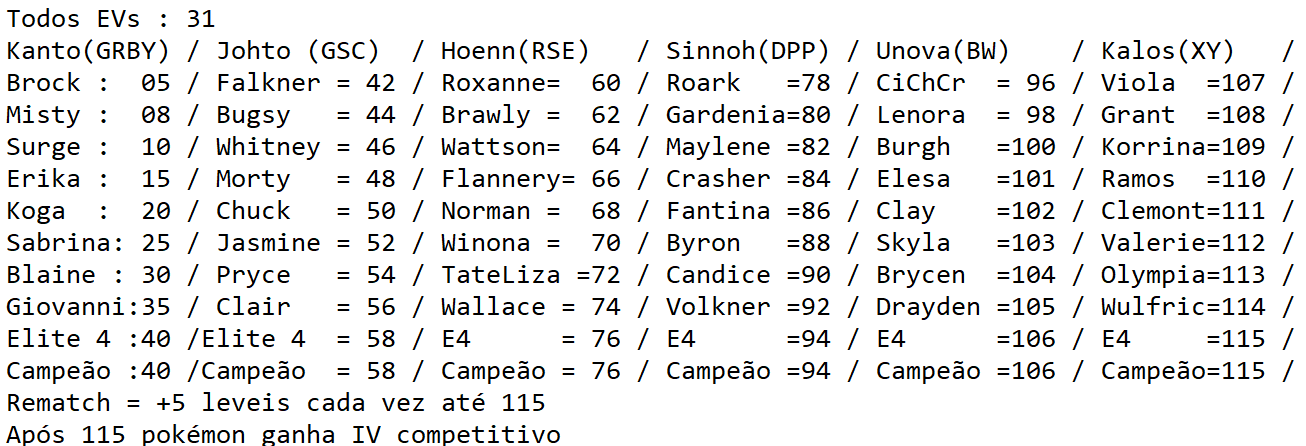 Todos EVs : 31
Kanto(GRBY) / Johto (GSC)  / Hoenn(RSE)   / Sinnoh(DPP) / Unova(BW)    / Kalos(XY)   /
Brock :  05 / Falkner = 42 / Roxanne=  60 / Roark   =78 / CiChCr  = 96 / Viola  =107 /
Misty :  08 / Bugsy   = 44 / Brawly =  62 / Gardenia=80 / Lenora  = 98 / Grant  =108 /
Surge :  10 / Whitney = 46 / Wattson=  64 / Maylene =82 / Burgh   =100 / Korrina=109 /
Erika :  15 / Morty   = 48 / Flannery= 66 / Crasher =84 / Elesa   =101 / Ramos  =110 /
Koga  :  20 / Chuck   = 50 / Norman =  68 / Fantina =86 / Clay    =102 / Clemont=111 /
Sabrina: 25 / Jasmine = 52 / Winona =  70 / Byron   =88 / Skyla   =103 / Valerie=112 /
Blaine : 30 / Pryce   = 54 / TateLiza =72 / Candice =90 / Brycen  =104 / Olympia=113 /
Giovanni:35 / Clair   = 56 / Wallace = 74 / Volkner =92 / Drayden =105 / Wulfric=114 /
Elite 4 :40 /Elite 4  = 58 / E4      = 76 / E4      =94 / E4      =106 / E4     =115 /
Campeão :40 /Campeão  = 58 / Campeão = 76 / Campeão =94 / Campeão =106 / Campeão=115 /
Rematch = +5 leveis cada vez até 115
Após 115 pokémon ganha IV competitivo